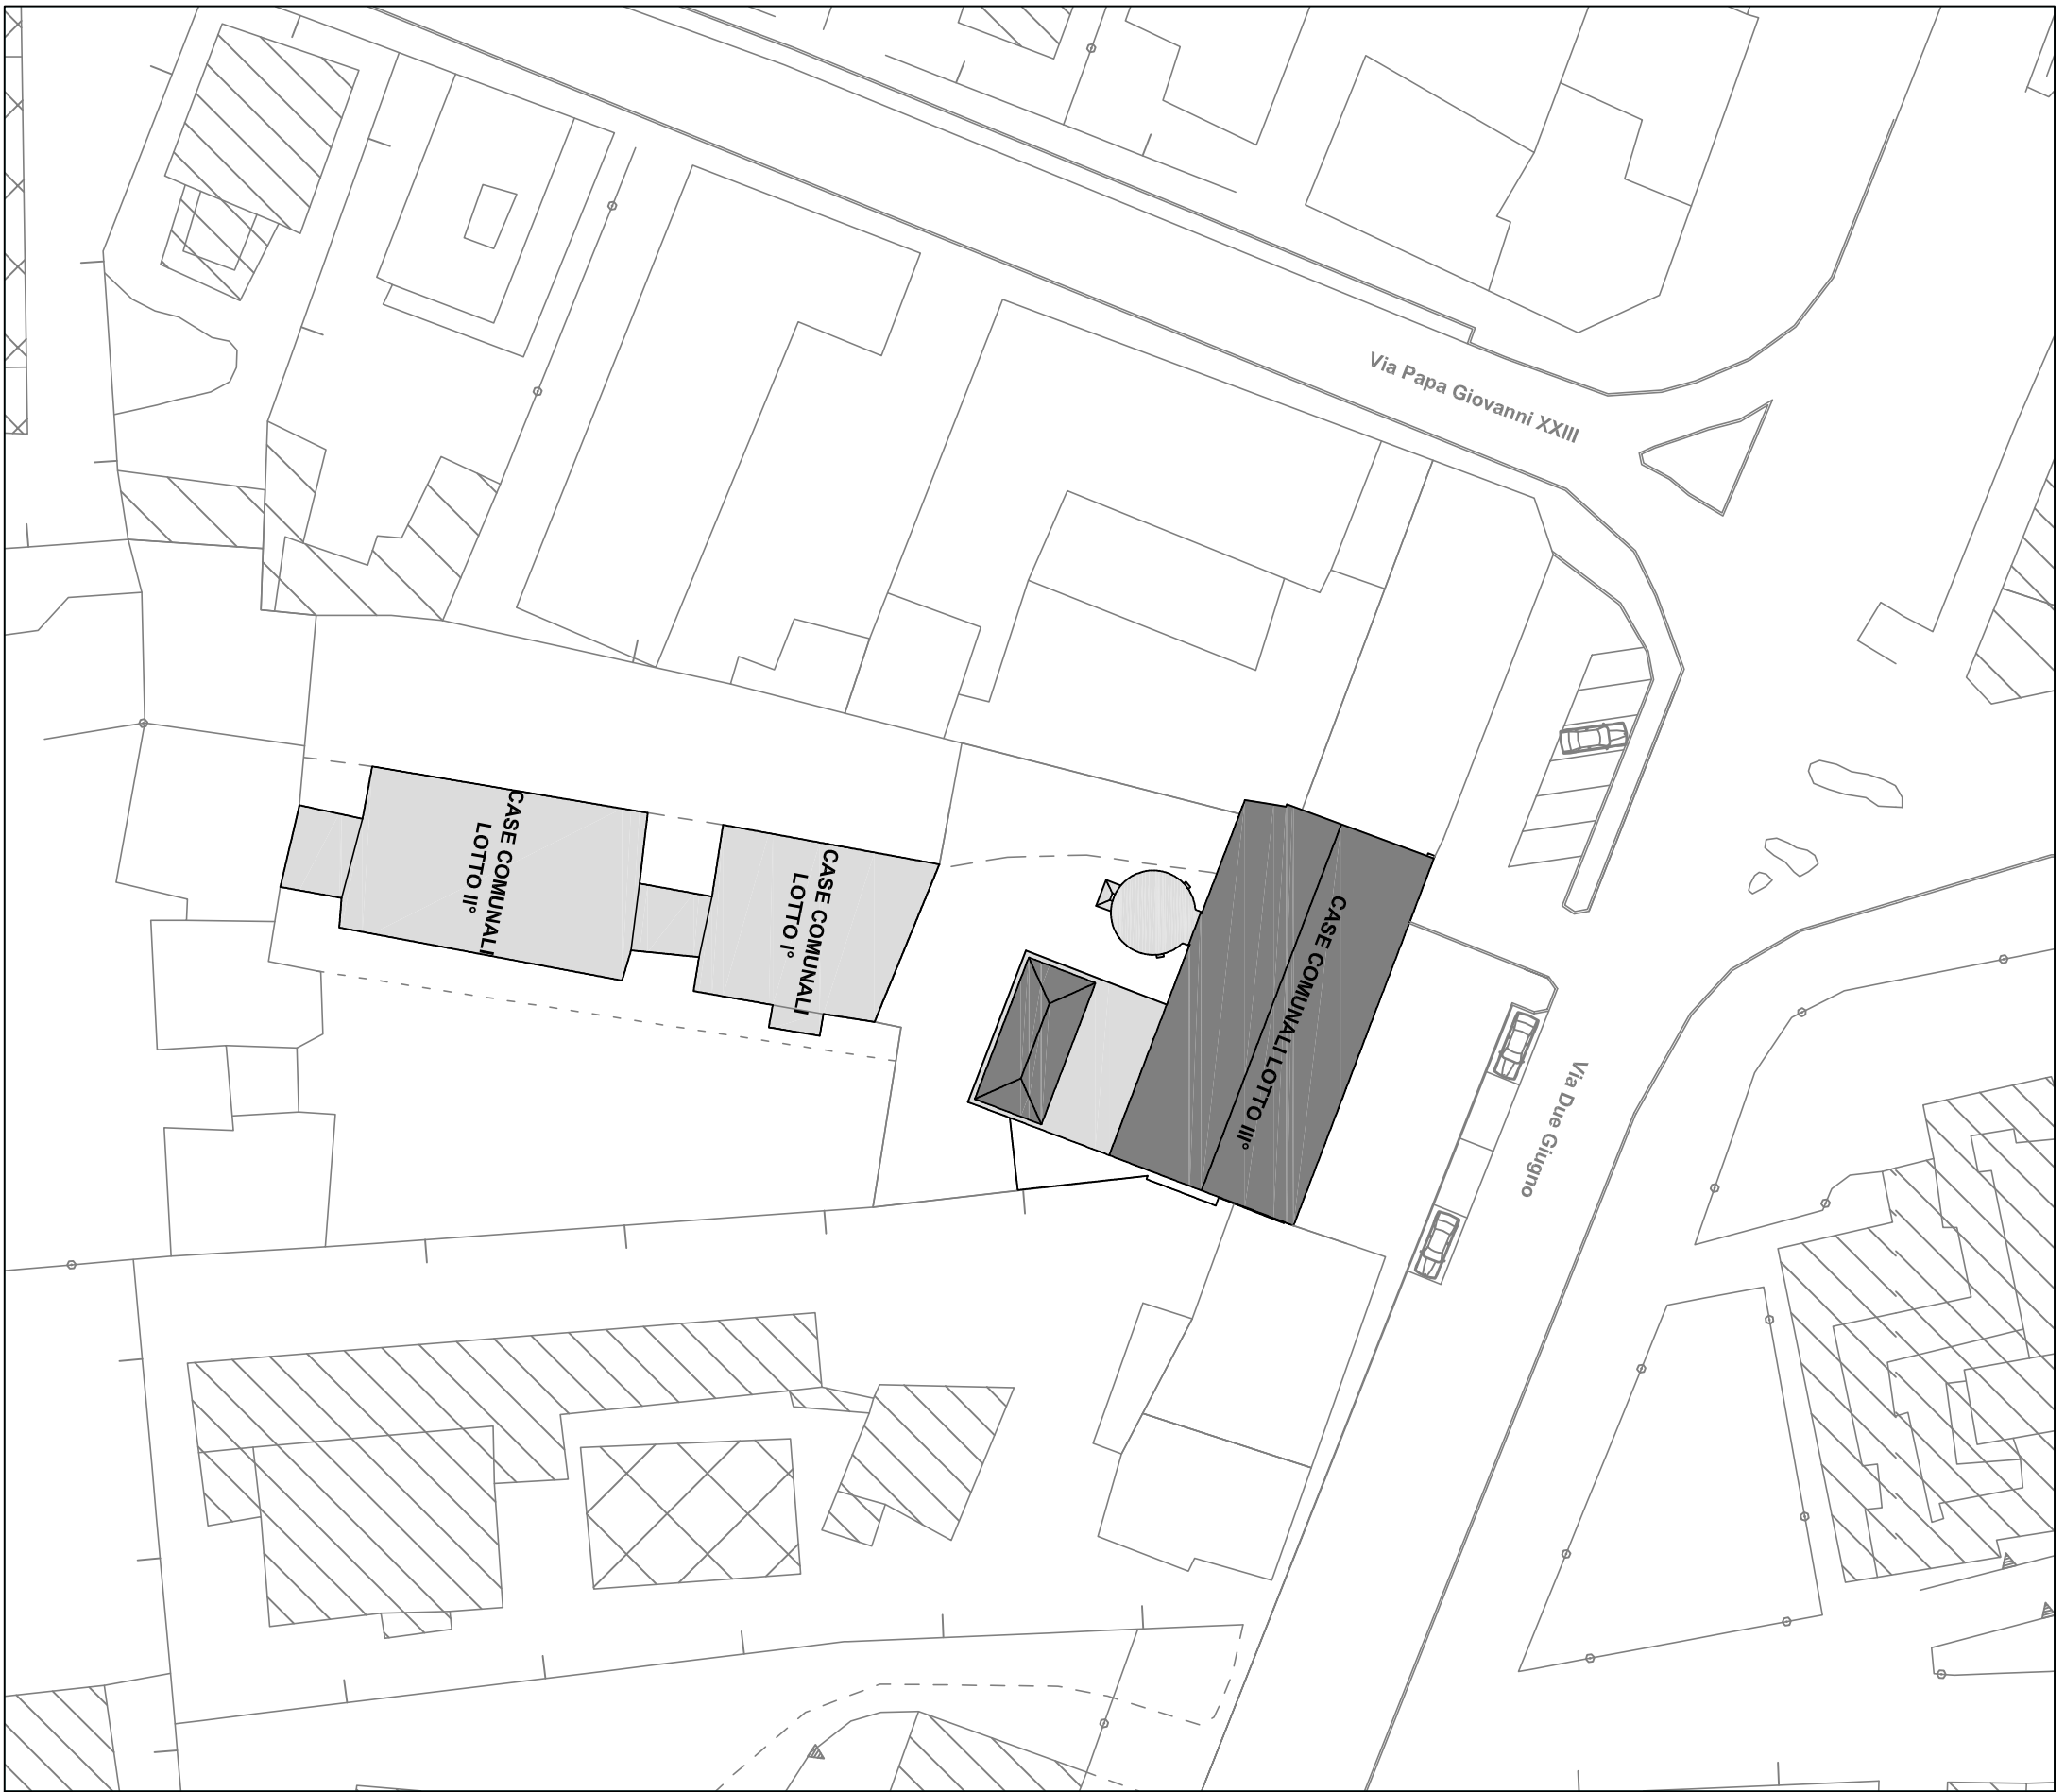 Via Papa Giovanni XXIII
CASE COMUNALI
LOTTO II°
CASE COMUNALI
LOTTO I°
CASE COMUNALI LOTTO III°
Via Due Giugno